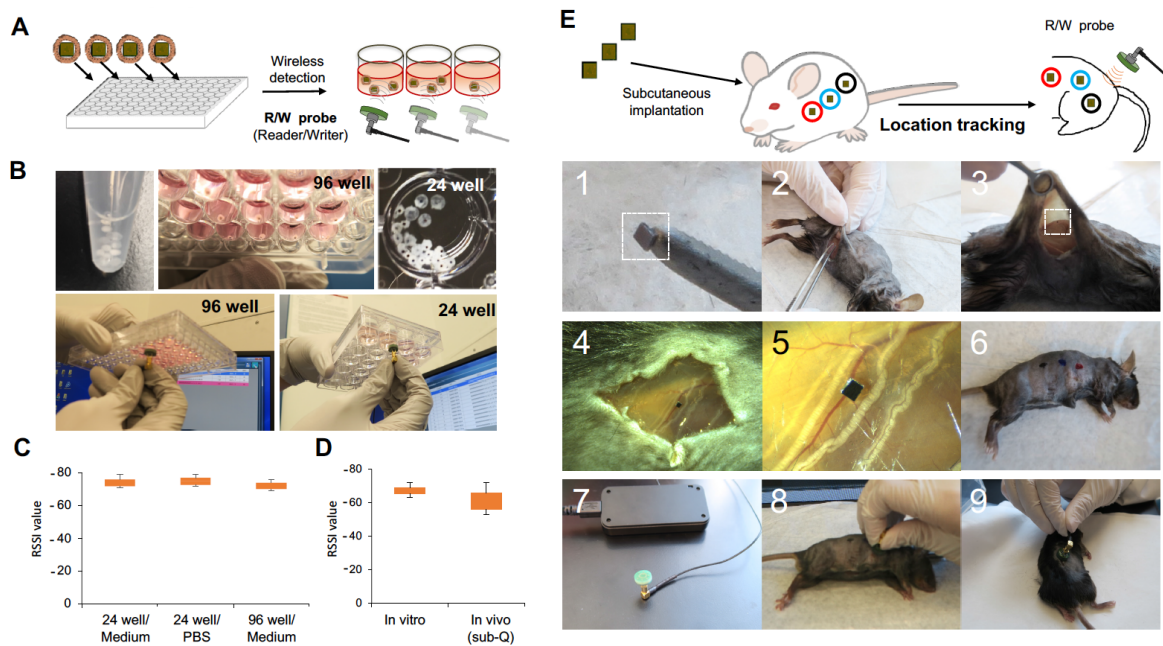 A
Wireless
detection
R/W probe
(Reader/Writer)
B
96 well
24 well
96 well
24 well
C
RSSI value
-80
-60
-40
-20
0
24 well/
Medium
24 well/
PBS
96 well/
Medium
D
RSSI value
-80
-60
-40
-20
0
In vitro
In vivo
(sub-Q)
E
Subcutaneous
implantation
Location tracking
R/W probe
1
2
3
4
5
6
7
8
9